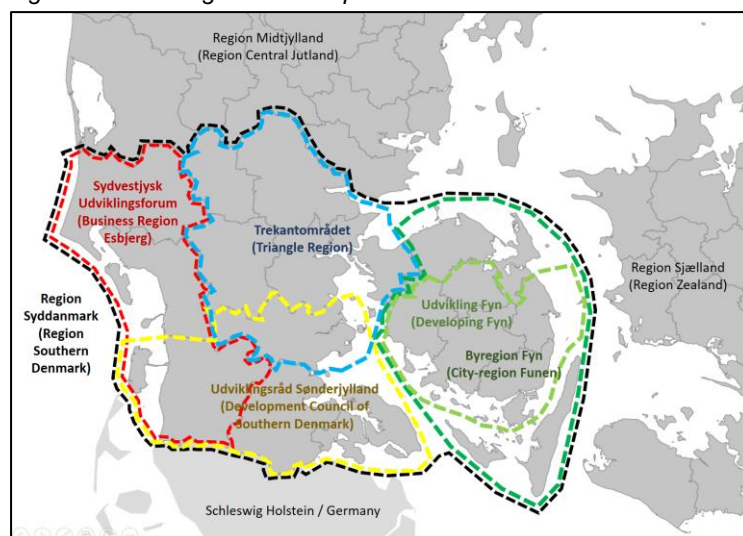 Region Midtjylland
(Region Central Jutland)
Sydvestjysk
Udviklingsforum
(Business Region
Esbjerg)
Trekantområdet
(Triangle Region)
Region Sjælland
(Region Zealand)
Region
Syddanmark
(Region
Southern
Denmark)
Udvikling Fyn
(Developing Fyn)
Byregion Fyn
(City-region Funen)
Udviklingsråd Sønderjylland
(Development Council of
Southern Denmark)
Schleswig Holstein / Germany